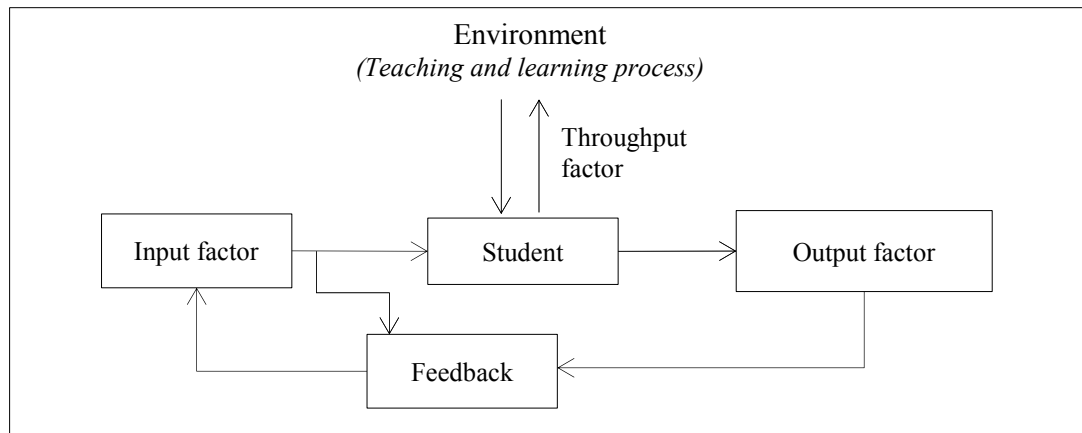 Environment
(Teaching and learning process)
Throughput
factor
Input factor
Student
Output factor
Feedback